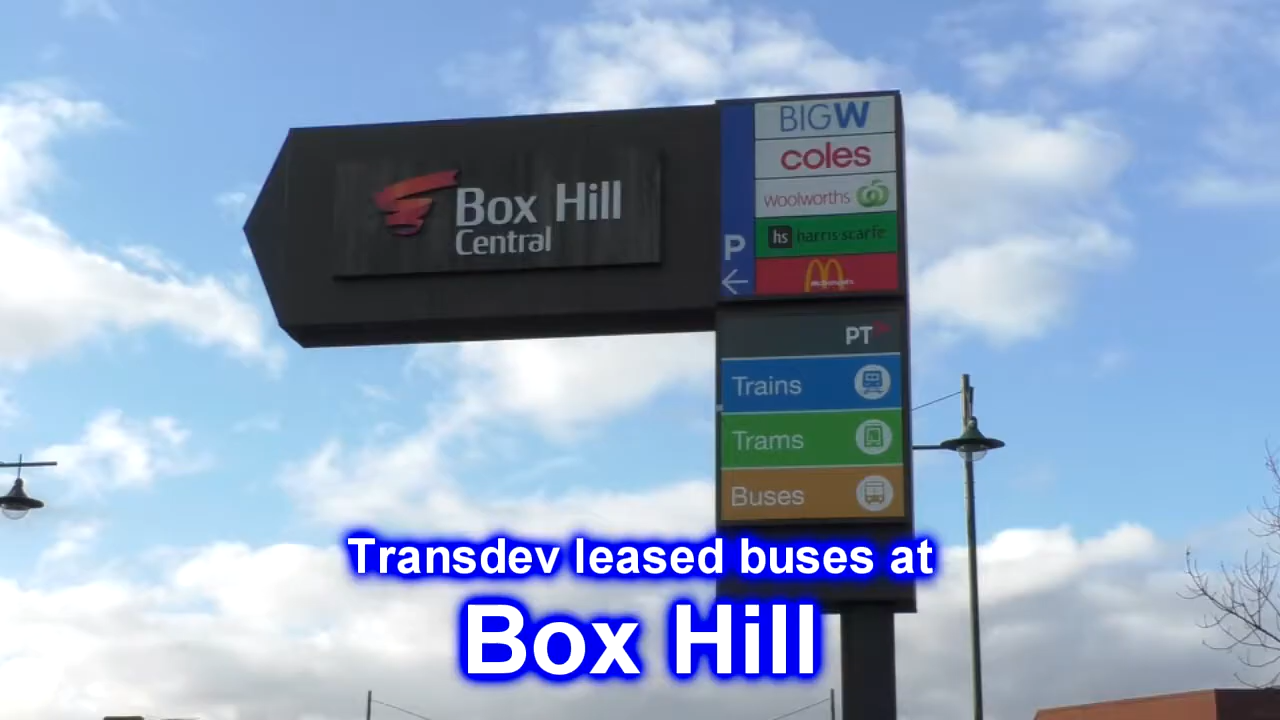 BIGW
coles
woolworths
hs harris scarfe
McDonald's
P
Box Hill
Central
PT
Trains
Trams
Buses
Transdev leased buses at
Box Hill